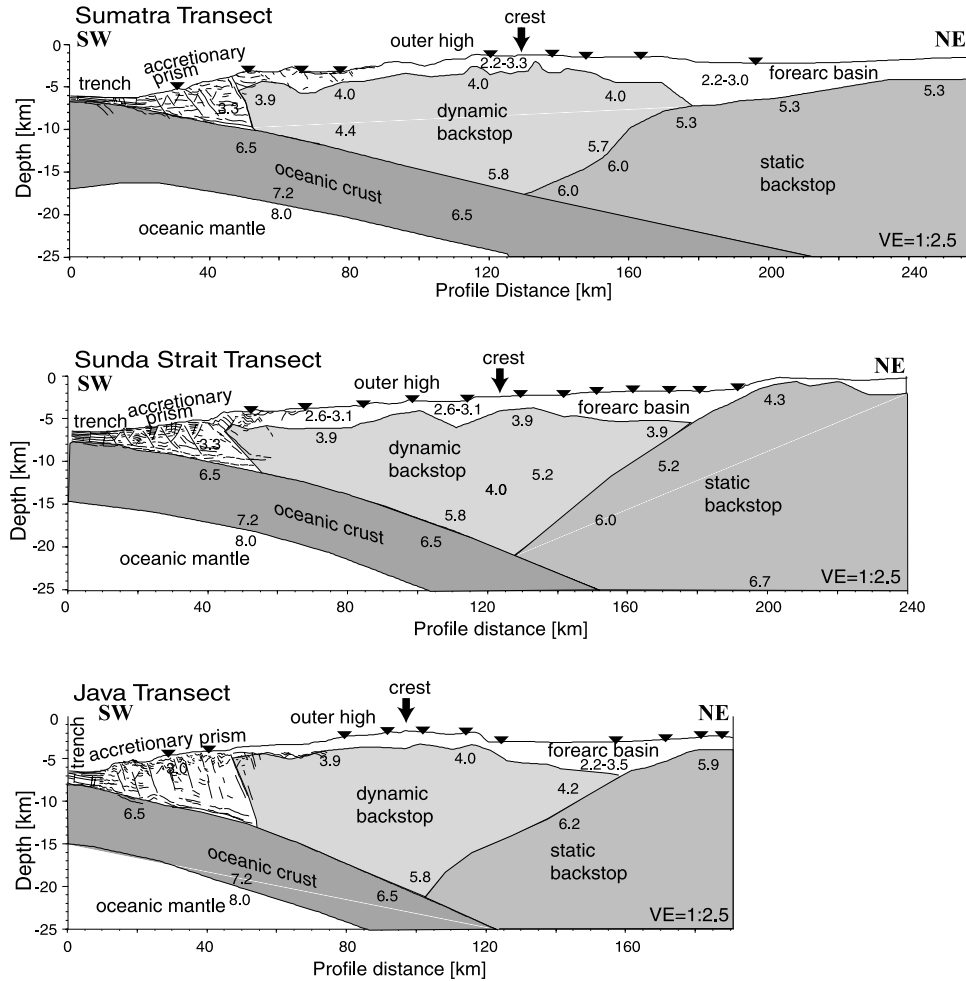 Sumatra Transect
crest
SW
NE
outer high
accretionary
prism
trench
forearc basin
2.2-3.3
2.2-3.0
3.3
3.9
4.0
4.0
4.0
5.3
5.3
5.3
dynamic
backstop
4.4
5.7
6.0
6.0
5.8
static
backstop
6.5
oceanic crust
7.2
8.0
6.5
oceanic mantle
VE=1:2.5
Depth [km]
0
-5
-10
-15
-20
-25
0
40
80
120
160
200
240
Profile Distance [km]
Sunda Strait Transect
crest
SW
NE
outer high
accretionary
prism
trench
forearc basin
2.6-3.1
2.6-3.1
4.3
3.3
3.9
3.9
3.9
dynamic
backstop
5.2
5.2
4.0
static
backstop
6.5
oceanic crust
5.8
6.0
7.2
8.0
6.5
oceanic mantle
6.7
VE=1:2.5
Depth [km]
0
-5
-10
-15
-20
-25
0
40
80
120
160
200
240
Profile distance [km]
Java Transect
crest
SW
NE
outer high
trench
accretionary prism
forearc basin
2.2-3.5
3.0
3.9
4.0
4.2
5.9
dynamic
backstop
6.2
static
backstop
6.5
oceanic crust
5.8
7.2
8.0
6.5
oceanic mantle
VE=1:2.5
Depth [km]
0
-5
-10
-15
-20
-25
0
40
80
120
160
Profile distance [km]